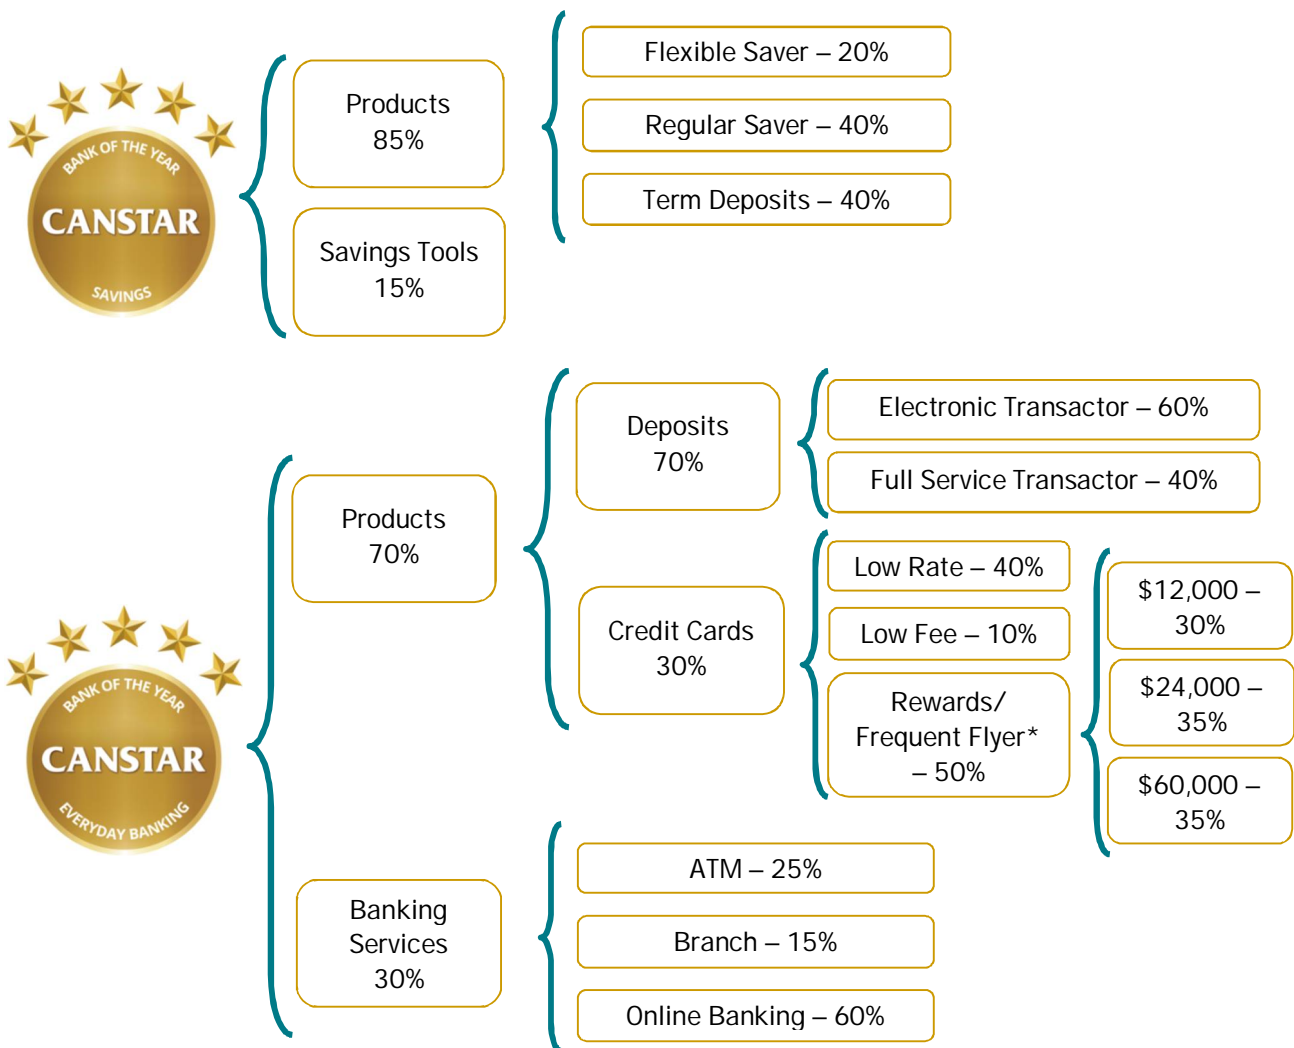 BANK OF THE YEAR
CANSTAR
SAVINGS
Products
85%
Savings Tools
15%
Flexible Saver – 20%
Regular Saver – 40%
Term Deposits – 40%
BANK OF THE YEAR
CANSTAR
EVERYDAY BANKING
Products
70%
Deposits
70%
Electronic Transactor – 60%
Full Service Transactor – 40%
Credit Cards
30%
Low Rate – 40%
Low Fee – 10%
Rewards/
Frequent Flyer*
– 50%
$12,000 –
30%
$24,000 –
35%
$60,000 –
35%
Banking
Services
30%
ATM – 25%
Branch – 15%
Online Banking – 60%